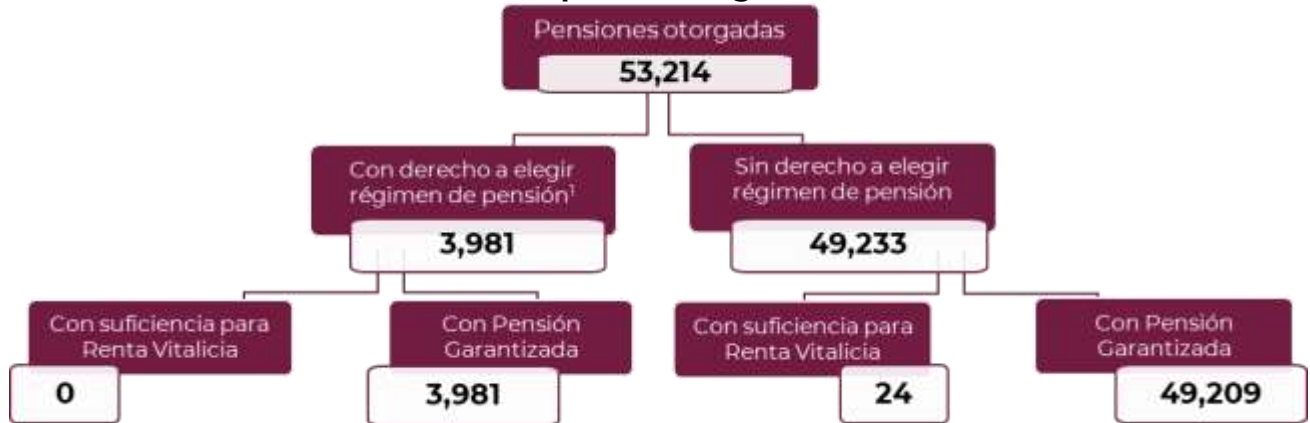 Pensiones otorgadas
53,214
Con derecho a elegir
régimen de pensión¹
3,981
Sin derecho a elegir
régimen de pensión
49,233
Con suficiencia para
Renta Vitalicia
0
Con Pensión
Garantizada
3,981
Con suficiencia para
Renta Vitalicia
24
Con Pensión
Garantizada
49,209